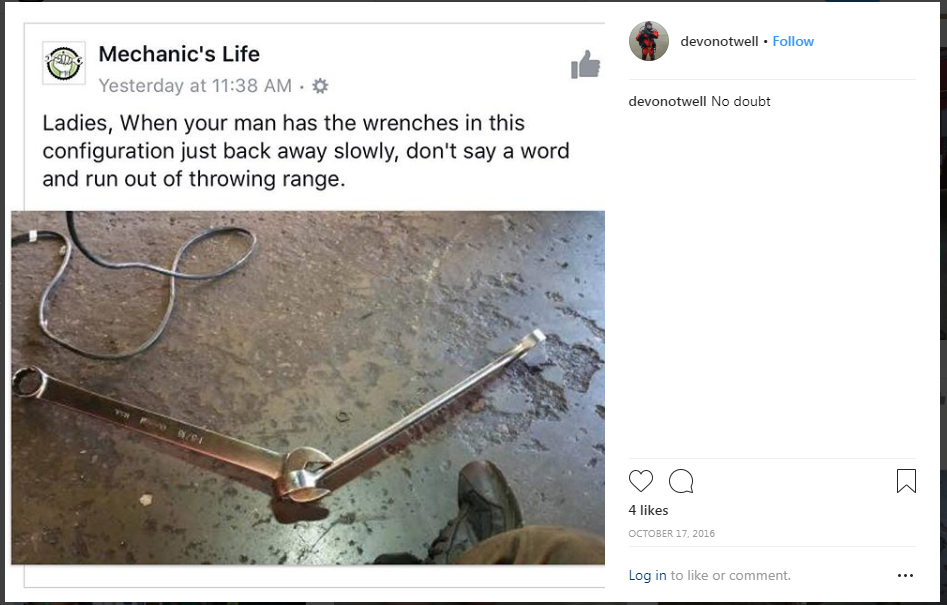 Mechanic's Life
Yesterday at 11:38 AM ·
Ladies, When your man has the wrenches in this
configuration just back away slowly, don't say a word
and run out of throwing range.
devonotwell • Follow
devonotwell No doubt
4 likes
OCTOBER 17, 2016
Log in to like or comment.